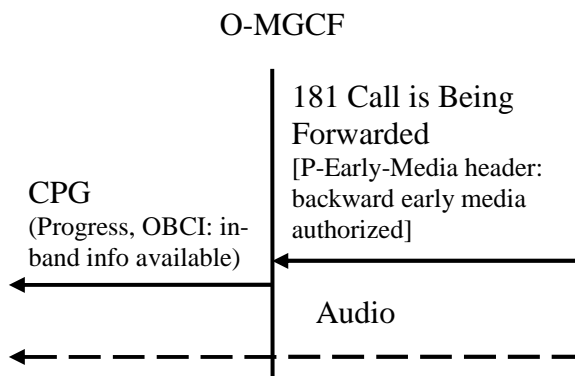 O-MGCF
181 Call is Being
Forwarded
[P-Early-Media header:
backward early media
authorized]
CPG
(Progress, OBCI: in-
band info available)
Audio